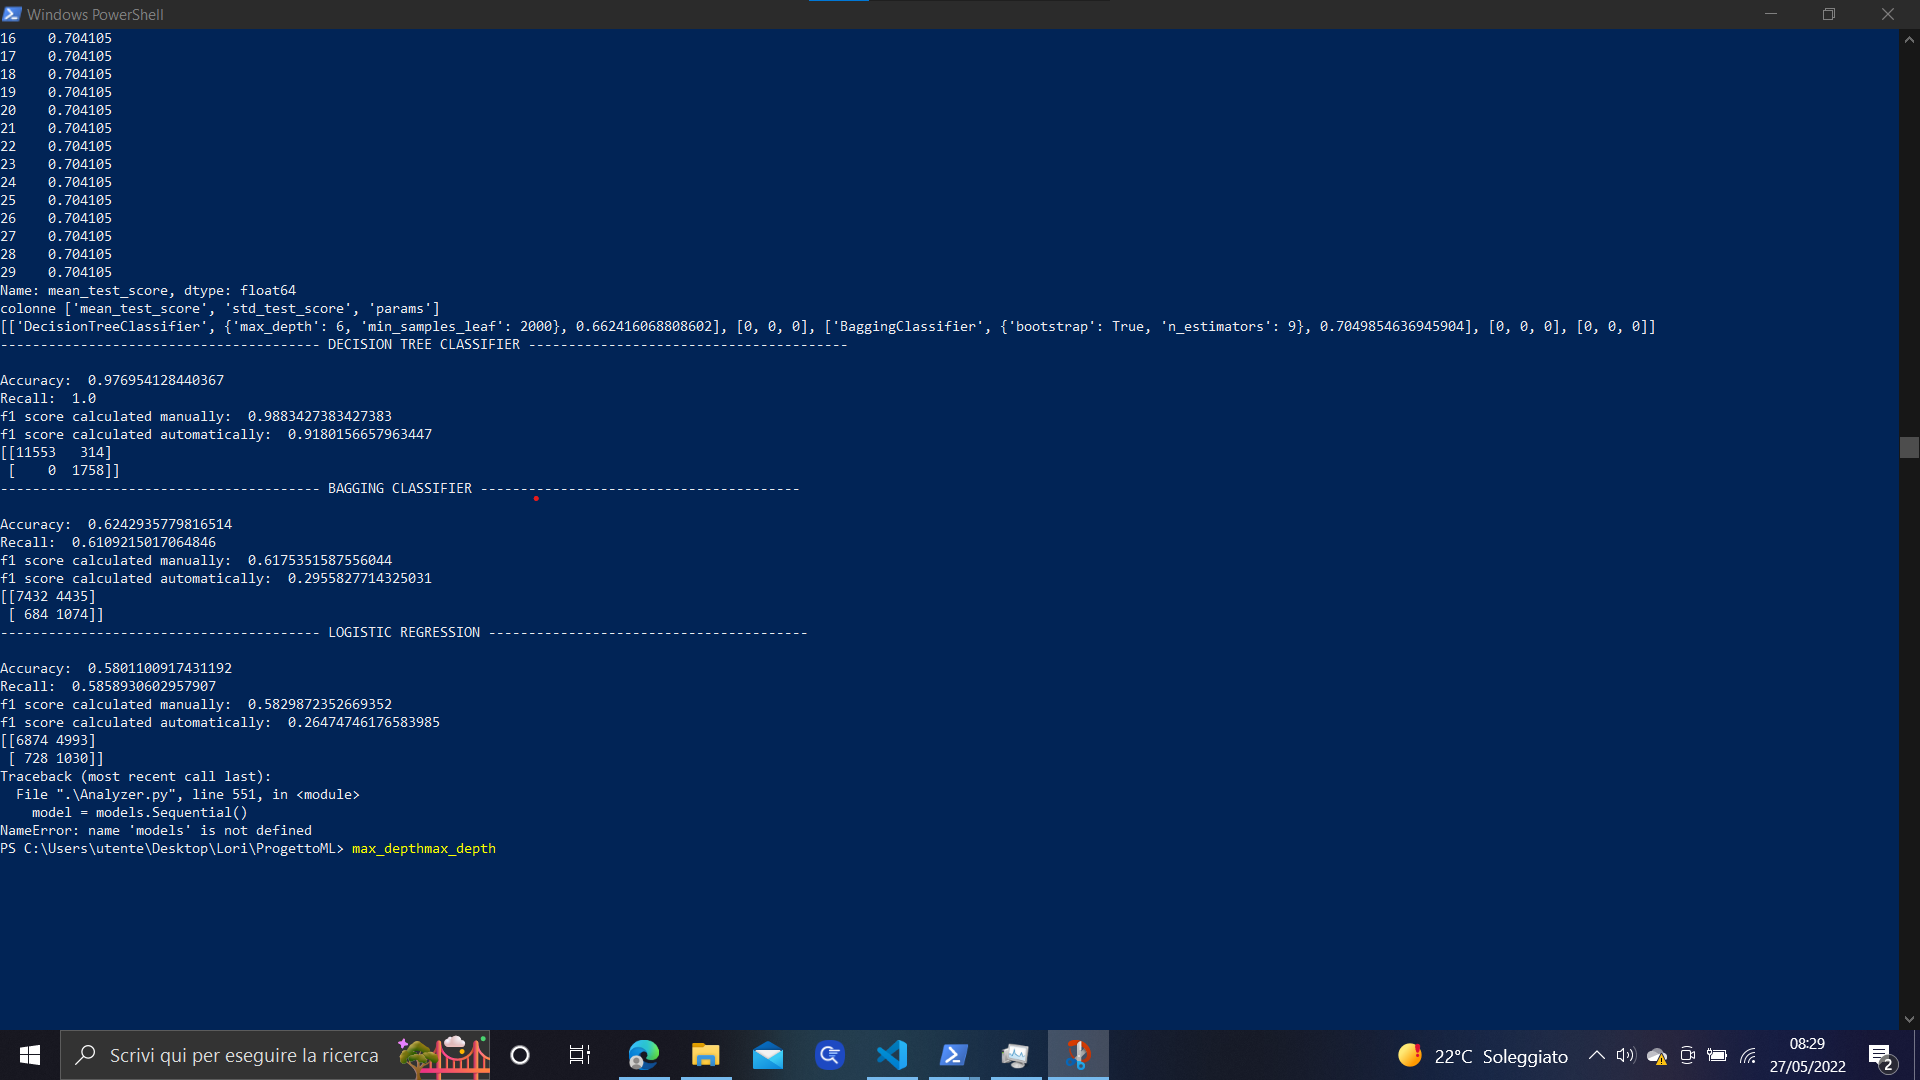 Windows PowerShell
16    0.704105
17    0.704105
18    0.704105
19    0.704105
20    0.704105
21    0.704105
22    0.704105
23    0.704105
24    0.704105
25    0.704105
26    0.704105
27    0.704105
28    0.704105
29    0.704105
Name: mean_test_score, dtype: float64
colonne ['mean_test_score', 'std_test_score', 'params']
[['DecisionTreeClassifier', {'max_depth': 6, 'min_samples_leaf': 2000}, 0.662416068808602], [0, 0, 0], ['BaggingClassifier', {'bootstrap': True, 'n_estimators': 9}, 0.7049854636945904], [0, 0, 0], [0, 0, 0]]
---------------------------------------- DECISION TREE CLASSIFIER ----------------------------------------
Accuracy:  0.976954128440367
Recall:  1.0
f1 score calculated manually:  0.9883427383427383
f1 score calculated automatically:  0.9180156657963447
[[11553   314]
 [    0  1758]]
---------------------------------------- BAGGING CLASSIFIER ----------------------------------------
Accuracy:  0.6242935779816514
Recall:  0.6109215017064846
f1 score calculated manually:  0.6175351587556044
f1 score calculated automatically:  0.2955827714325031
[[7432 4435]
 [ 684 1074]]
---------------------------------------- LOGISTIC REGRESSION ----------------------------------------
Accuracy:  0.5801100917431192
Recall:  0.5858930602957907
f1 score calculated manually:  0.5829872352669352
f1 score calculated automatically:  0.26474746176583985
[[6874 4993]
 [ 728 1030]]
Traceback (most recent call last):
  File ".\Analyzer.py", line 551, in <module>
    model = models.Sequential()
NameError: name 'models' is not defined
PS C:\Users\utente\Desktop\Lori\ProgettoML> max_depthmax_depth
Scrivi qui per eseguire la ricerca
22°C Soleggiato
08:29
27/05/2022
2